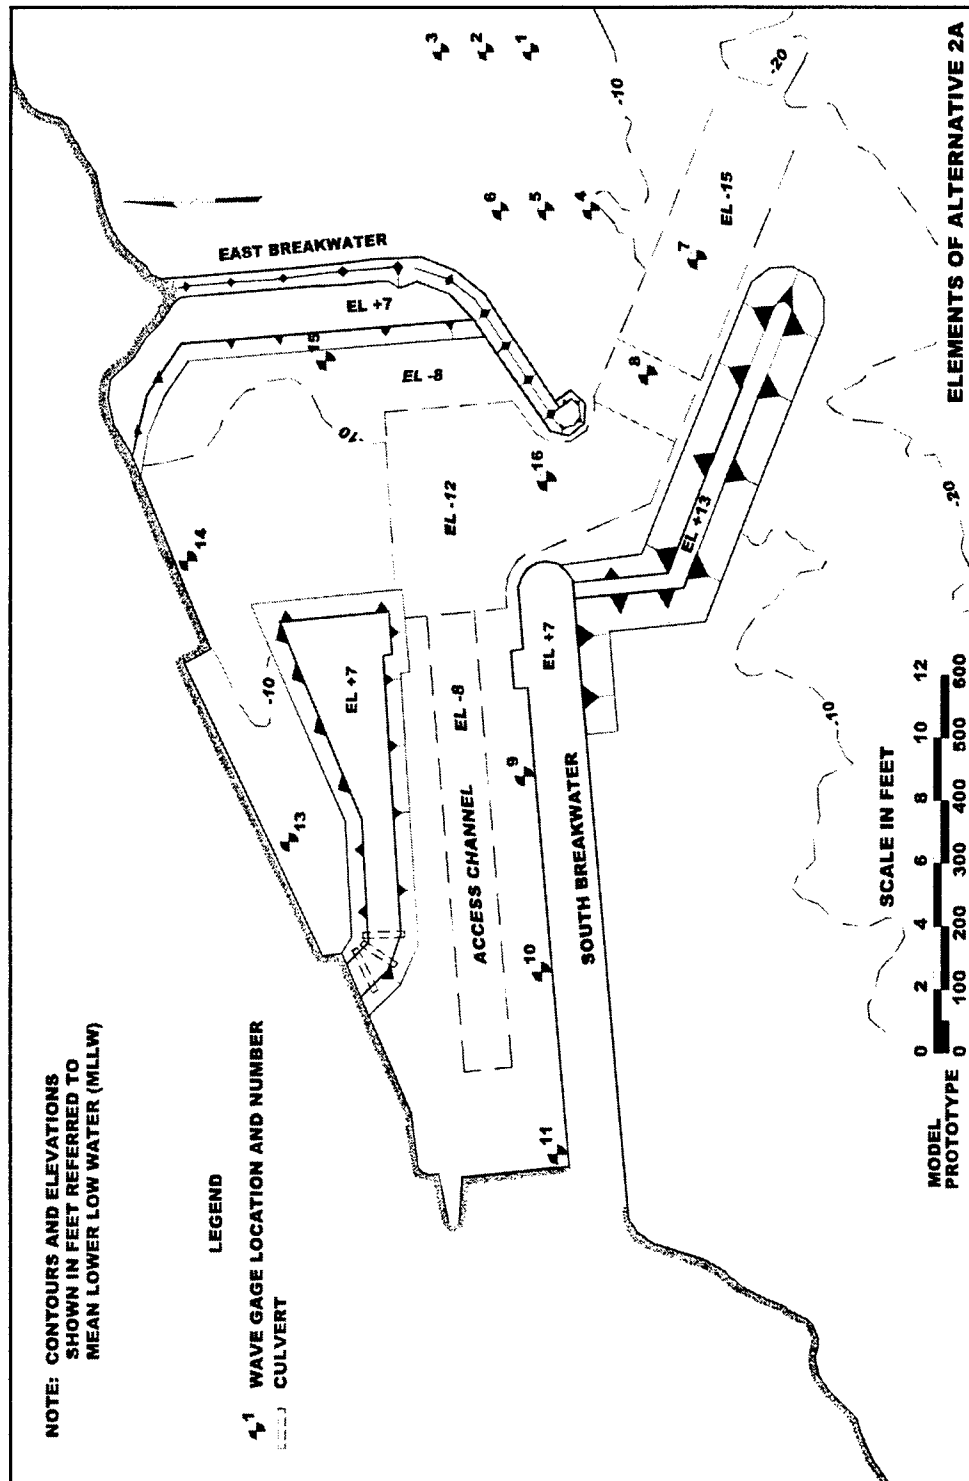 NOTE: CONTOURS AND ELEVATIONS
SHOWN IN FEET REFERRED TO
MEAN LOWER LOW WATER (MLLW)
LEGEND
1 WAVE GAGE LOCATION AND NUMBER
CULVERT
EAST BREAKWATER
EL +7
15
EL -8
-10
14
13
-10
EL +7
EL -12
16
3
2
1
6
5
4
-10
-20
EL -15
7
8
EL -8
ACCESS CHANNEL
9
10
11
EL +7
SOUTH BREAKWATER
EL +13
-10
-20
SCALE IN FEET
MODEL 0 2 4 6 8 10 12
PROTOTYPE 0 100 200 300 400 500 600
ELEMENTS OF ALTERNATIVE 2A